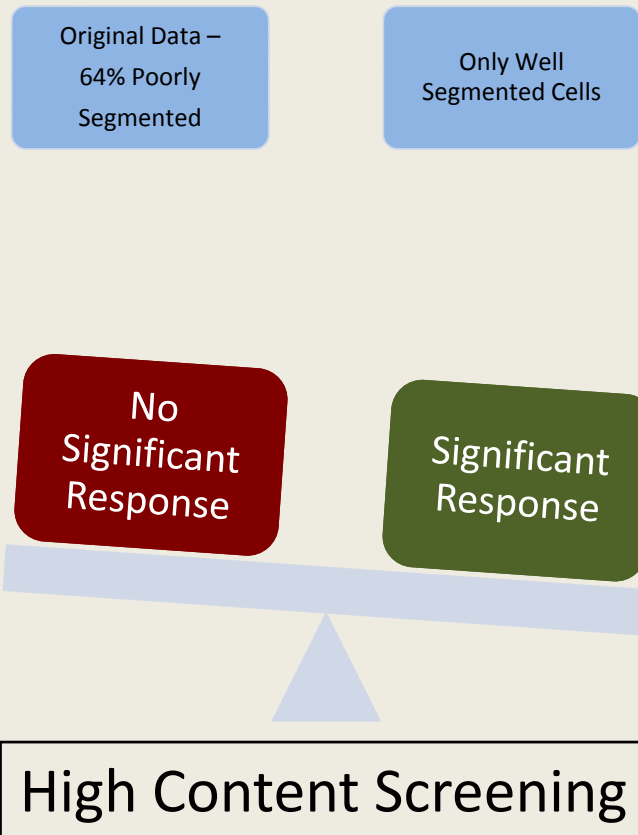 Original Data –
64% Poorly
Segmented
Only Well
Segmented Cells
No
Significant
Response
Significant
Response
High Content Screening